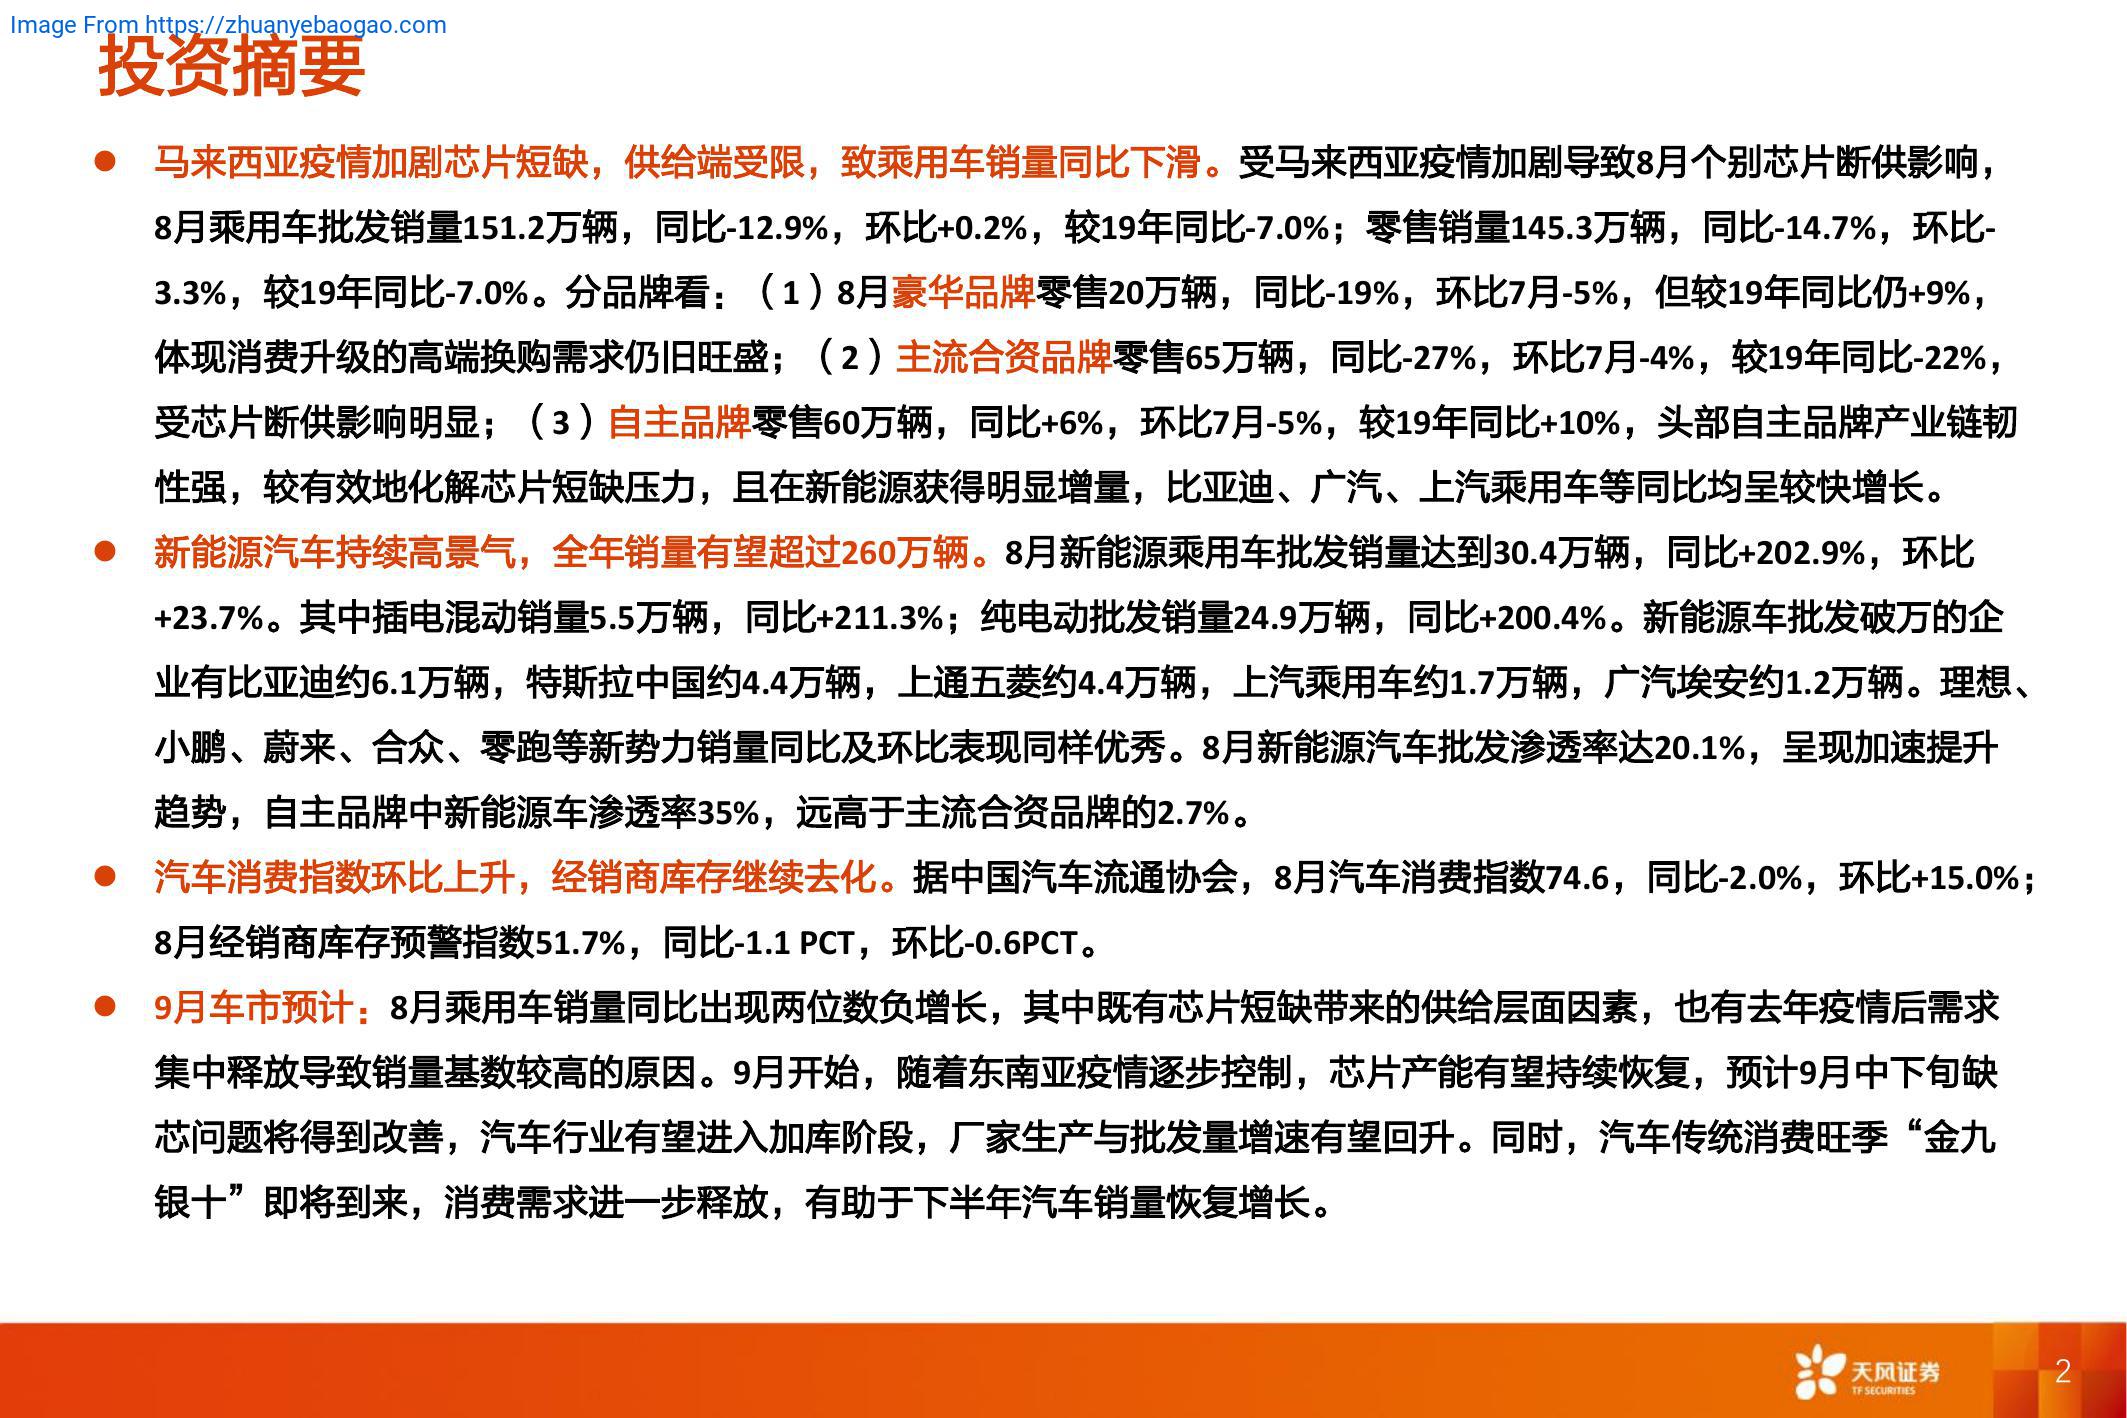 Image From https://zhuanyebaogao.com
投资摘要
● 马来西亚疫情加剧芯片短缺，供给端受限，致乘用车销量同比下滑。受马来西亚疫情加剧导致8月个别芯片断供影响，
8月乘用车批发销量151.2万辆，同比-12.9%，环比+0.2%，较19年同比-7.0%；零售销量145.3万辆，同比-14.7%，环比-
3.3%，较19年同比-7.0%。分品牌看：（1）8月豪华品牌零售20万辆，同比-19%，环比7月-5%，但较19年同比仍+9%，
体现消费升级的高端换购需求仍旧旺盛；（2）主流合资品牌零售65万辆，同比-27%，环比7月-4%，较19年同比-22%，
受芯片断供影响明显；（3）自主品牌零售60万辆，同比+6%，环比7月-5%，较19年同比+10%，头部自主品牌产业链韧
性强，较有效地化解芯片短缺压力，且在新能源获得明显增量，比亚迪、广汽、上汽乘用车等同比均呈较快增长。
● 新能源汽车持续高景气，全年销量有望超过260万辆。8月新能源乘用车批发销量达到30.4万辆，同比+202.9%，环比
+23.7%。其中插电混动销量5.5万辆，同比+211.3%；纯电动批发销量24.9万辆，同比+200.4%。新能源车批发破万的企
业有比亚迪约6.1万辆，特斯拉中国约4.4万辆，上通五菱约4.4万辆，上汽乘用车约1.7万辆，广汽埃安约1.2万辆。理想、
小鹏、蔚来、合众、零跑等新势力销量同比及环比表现同样优秀。8月新能源汽车批发渗透率达20.1%，呈现加速提升
趋势，自主品牌中新能源车渗透率35%，远高于主流合资品牌的2.7%。
● 汽车消费指数环比上升，经销商库存继续去化。据中国汽车流通协会，8月汽车消费指数74.6，同比-2.0%，环比+15.0%；
8月经销商库存预警指数51.7%，同比-1.1 PCT，环比-0.6PCT。
● 9月车市预计：8月乘用车销量同比出现两位数负增长，其中既有芯片短缺带来的供给层面因素，也有去年疫情后需求
集中释放导致销量基数较高的原因。9月开始，随着东南亚疫情逐步控制，芯片产能有望持续恢复，预计9月中下旬缺
芯问题将得到改善，汽车行业有望进入加库阶段，厂家生产与批发量增速有望回升。同时，汽车传统消费旺季“金九
银十”即将到来，消费需求进一步释放，有助于下半年汽车销量恢复增长。
天风证券
TF SECURITIES
2